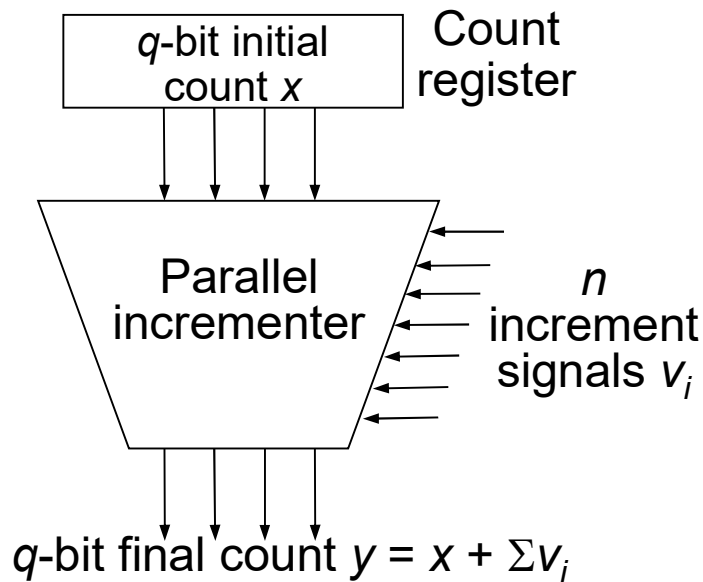 q-bit initial
count x
Count
register
Parallel
incrementer
n
increment
signals vᵢ
q-bit final count y = x + Σvᵢ